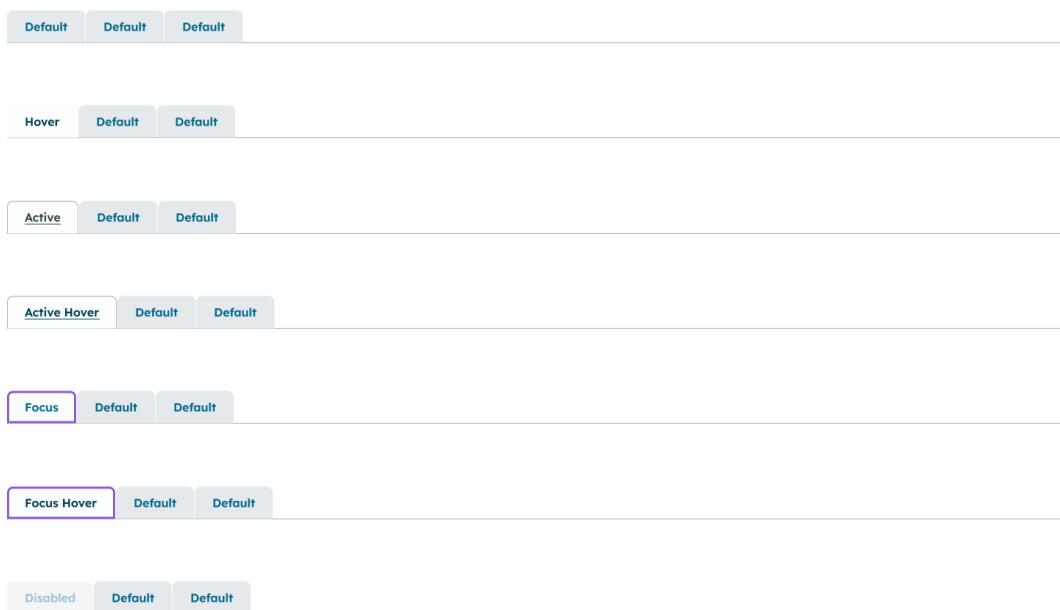 Default Default Default
Hover Default Default
Active Default Default
Active Hover Default Default
Focus Default Default
Focus Hover Default Default
Disabled Default Default